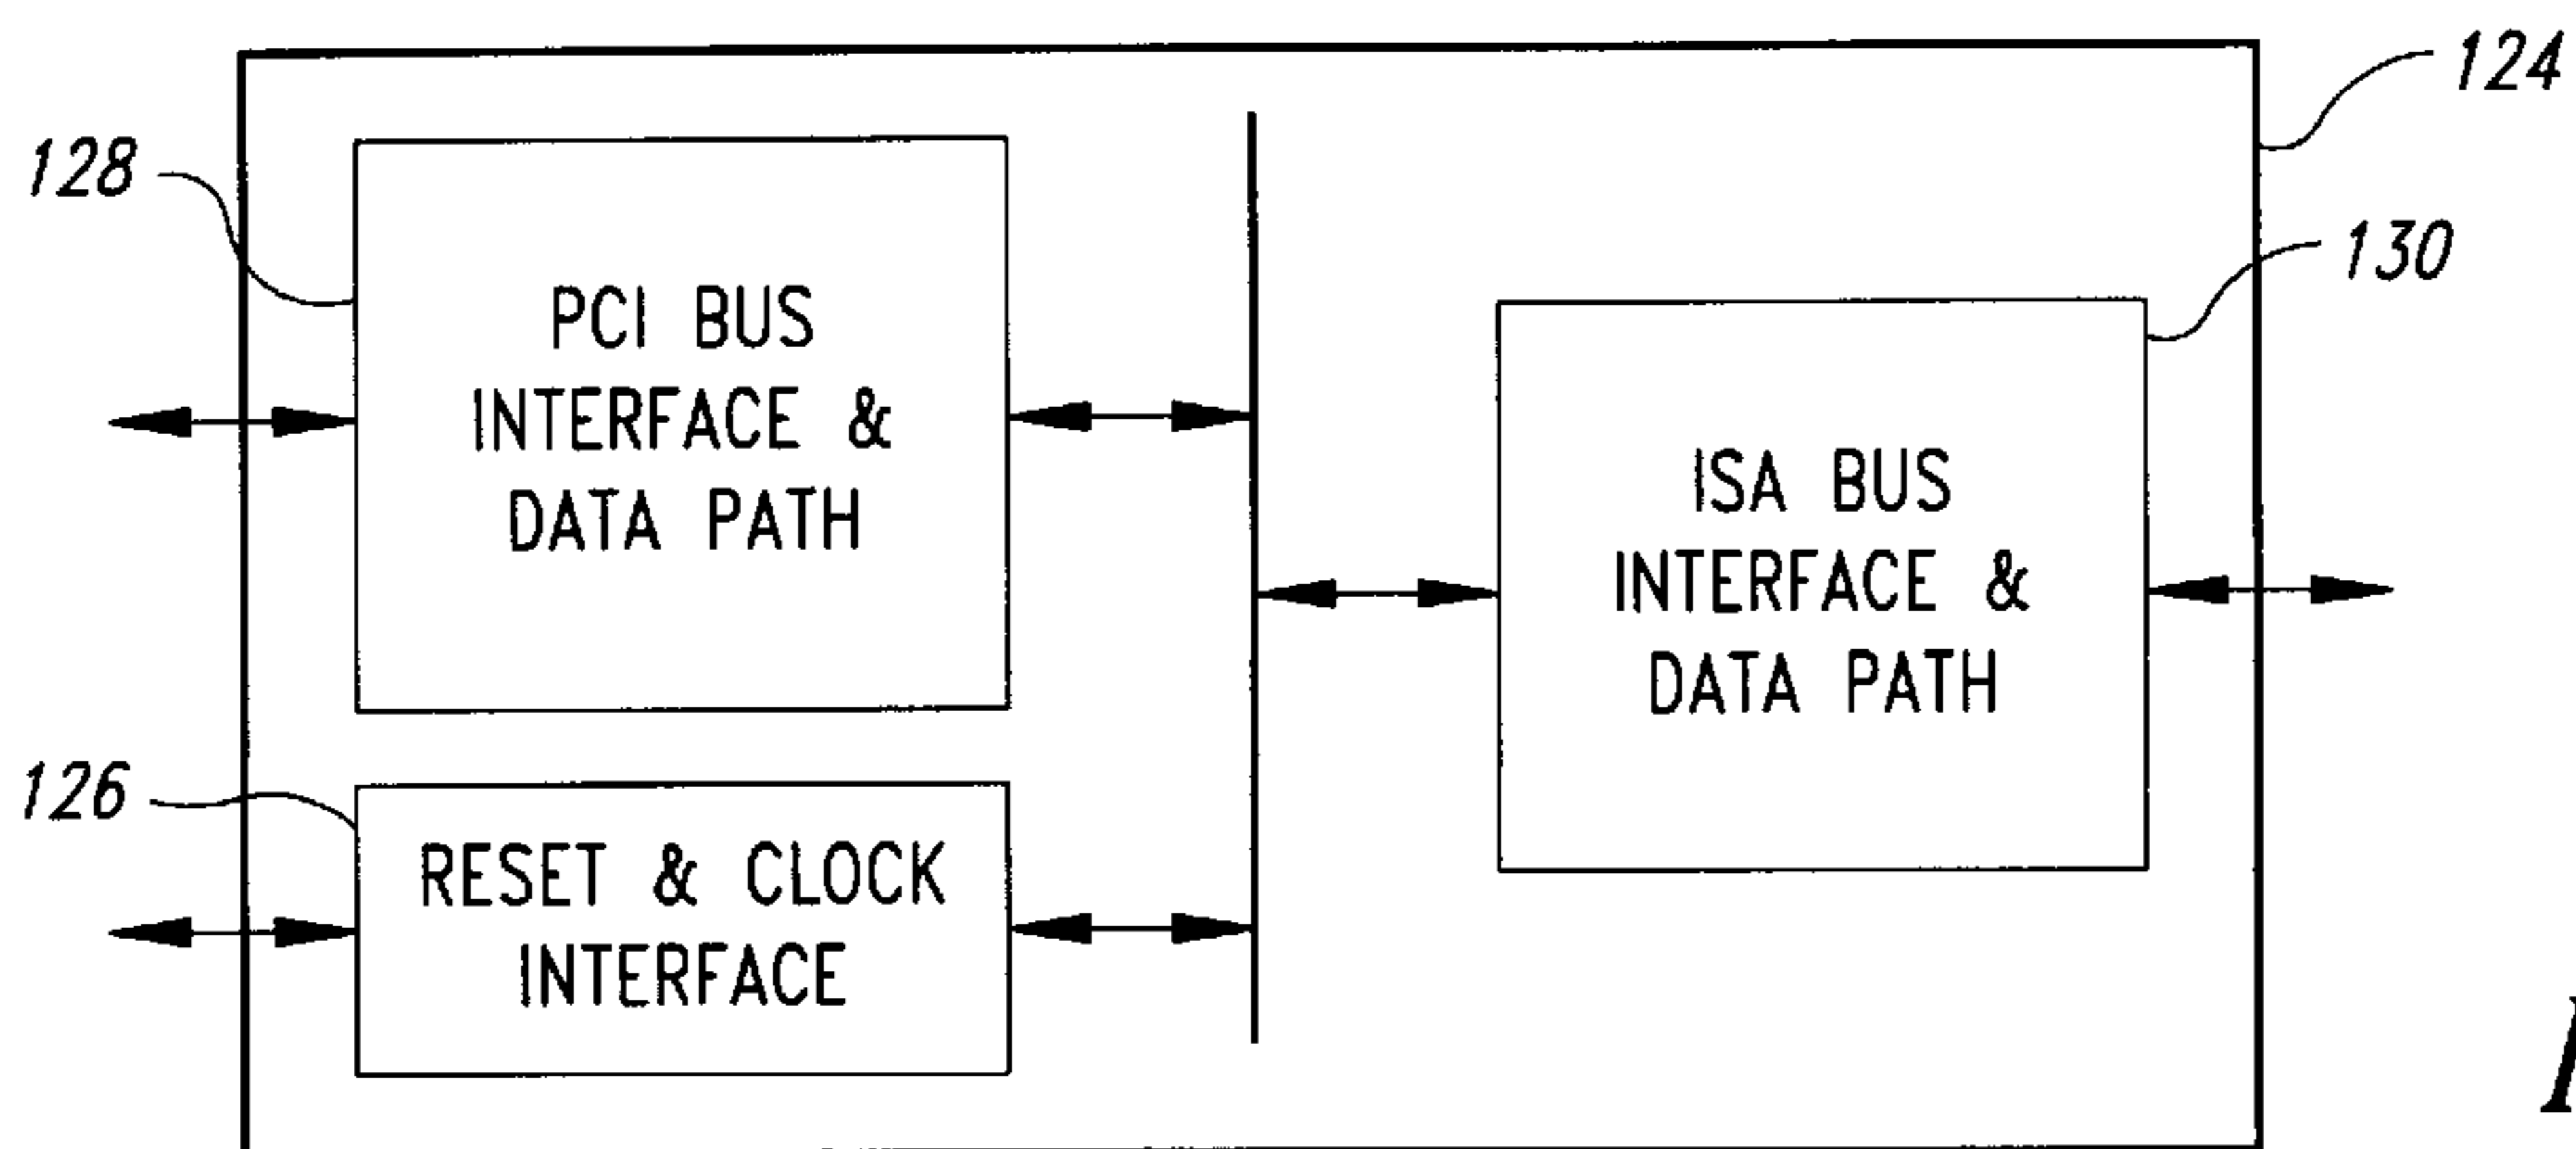 124
128
130
PCI BUS
INTERFACE &
DATA PATH
ISA BUS
INTERFACE &
DATA PATH
126
RESET & CLOCK
INTERFACE